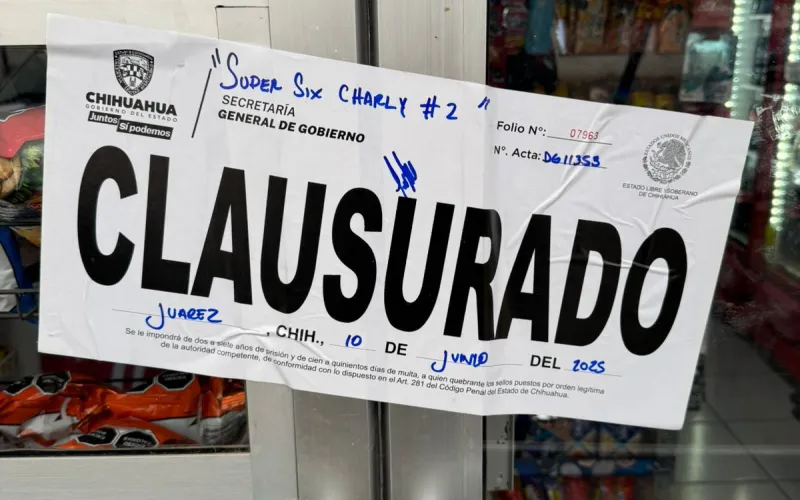 "SUPER SIX CHARLY #2"
CHIHUAHUA
GOBIERNO DEL ESTADO
Juntos
Sí podemos
SECRETARÍA
GENERAL DE GOBIERNO
Folio N°: 07963
N°. Acta: DG11353
ESTADO LIBRE Y SOBERANO
DE CHIHUAHUA
CLAUSURADO
JUAREZ, CHIH., 10 DE JUNIO DEL 2025
Se le impondrá de dos a siete años de prisión y de cien a quinientos días de multa, a quien quebrante los sellos puestos por orden legítima
de la autoridad competente, de conformidad con lo dispuesto en el Art. 281 del Código Penal del Estado de Chihuahua.